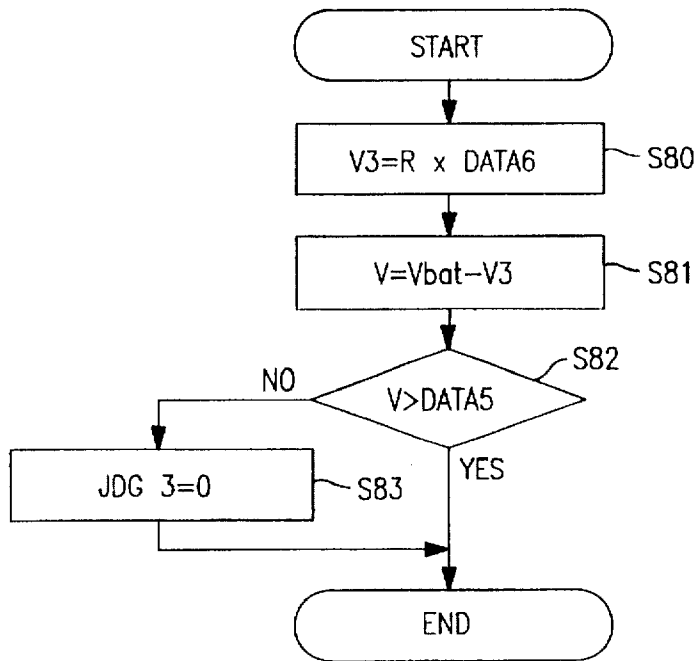 START
V3=R x DATA6
S80
V=Vbat-V3
S81
S82
V>DATA5
NO
YES
JDG 3=0
S83
END